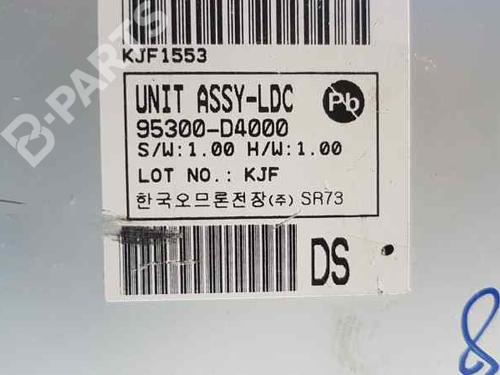 KJF1553
UNIT ASSY-LDC
Pb
95300-D4000
S/W:1.00 H/W:1.00
LOT NO.: KJF
한국오므론전장(주) SR73
DS
8
B-Parts